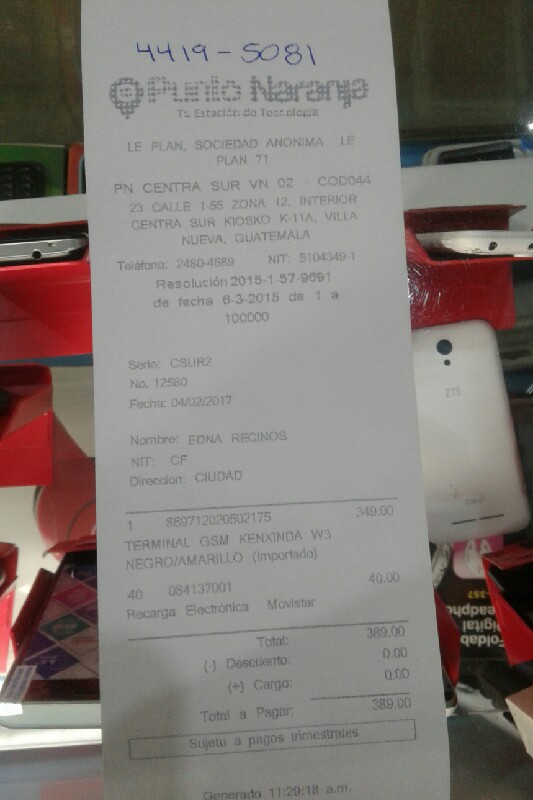 4419-5081
Punto Naranja
Tu Estación de Tecnología
LE PLAN, SOCIEDAD ANONIMA LE
PLAN 71
PN CENTRA SUR VN 02 - COD044
23 CALLE 1-55 ZONA 12, INTERIOR
CENTRA SUR KIOSKO K-11A, VILLA
NUEVA, GUATEMALA
Teléfono: 2480-4889 NIT: 5104349-1
Resolución 2015-1-57-9691
de fecha 6-3-2015 de 1 a
100000
Serie: CSUR2
No. 12580
Fecha: 04/02/2017
Nombre: EDNA RECINOS
NIT: CF
Direccion: CIUDAD
1 869712020502175 349.00
TERMINAL GSM KENXINDA W3
NEGRO/AMARILLO (Importado)
40 084137001 40.00
Recarga Electrónica Movistar
Total: 389.00
(-) Descuento: 0.00
(+) Cargo: 0.00
Total a Pagar: 389.00
Sujeto a pagos trimestrales
Generado 11:29:18 a.m.
ZTE
Foldab
Digital
eadpho